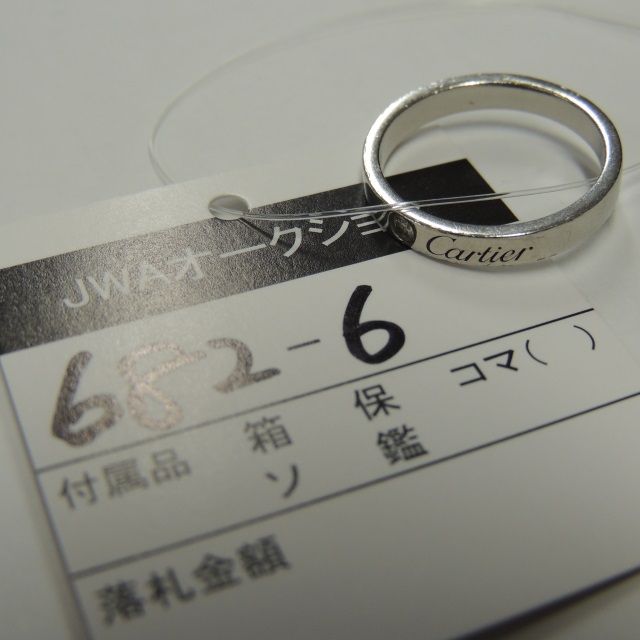 JWAオークショ
Cartier
682-6
付属品 箱 保 コマ( )
ソ 鑑
落札金額